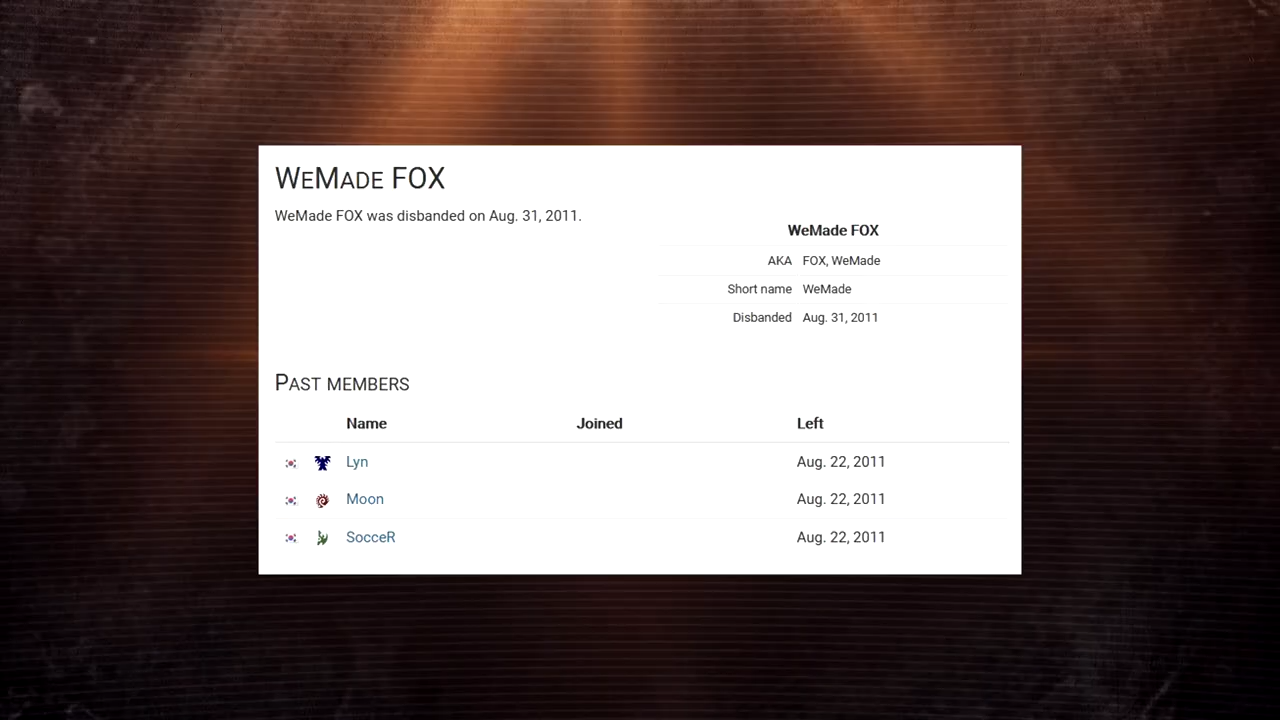 WeMade FOX
WeMade FOX was disbanded on Aug. 31, 2011.
WeMade FOX
AKA FOX, WeMade
Short name WeMade
Disbanded Aug. 31, 2011
Past members
Name Joined Left
Lyn Aug. 22, 2011
Moon Aug. 22, 2011
SocceR Aug. 22, 2011